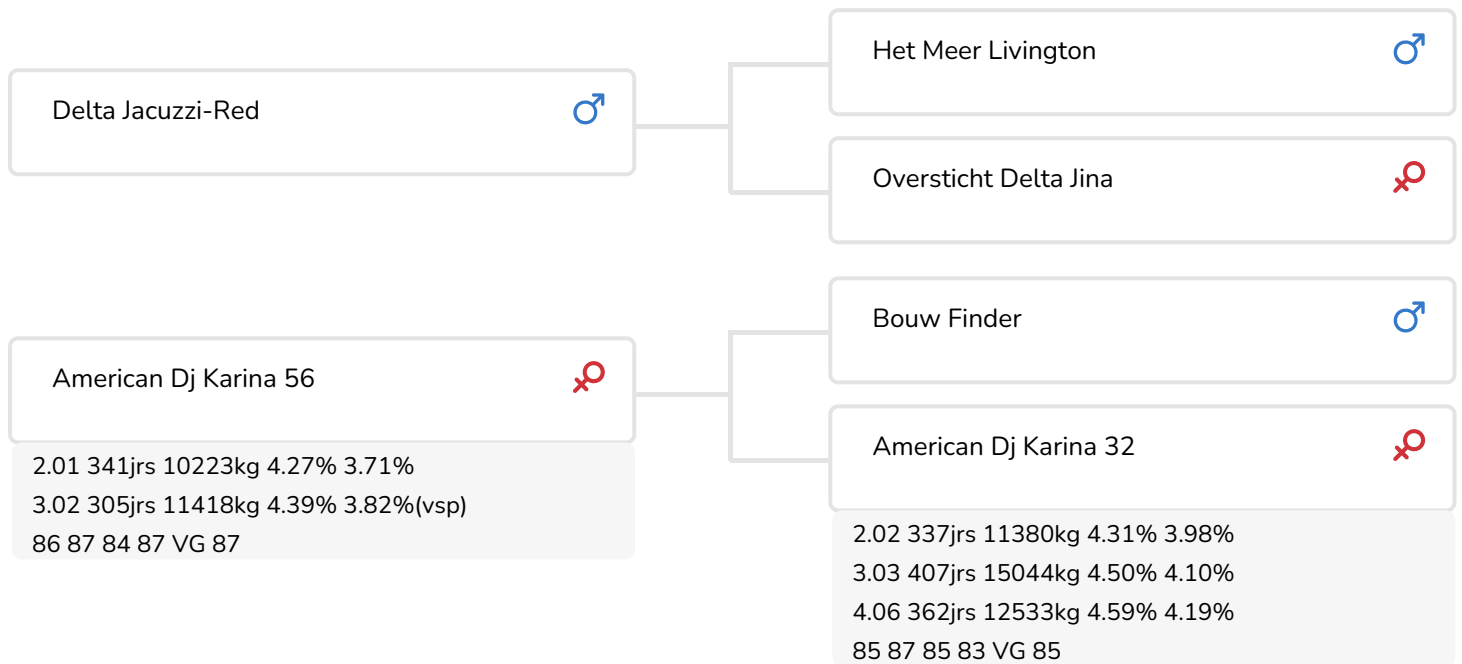 Het Meer Livington
Delta Jacuzzi-Red
Oversticht Delta Jina
Bouw Finder
American Dj Karina 56
2.01 341jrs 10223kg 4.27% 3.71%
3.02 305jrs 11418kg 4.39% 3.82%(vsp)
86 87 84 87 VG 87
American Dj Karina 32
2.02 337jrs 11380kg 4.31% 3.98%
3.03 407jrs 15044kg 4.50% 4.10%
4.06 362jrs 12533kg 4.59% 4.19%
85 87 85 83 VG 85